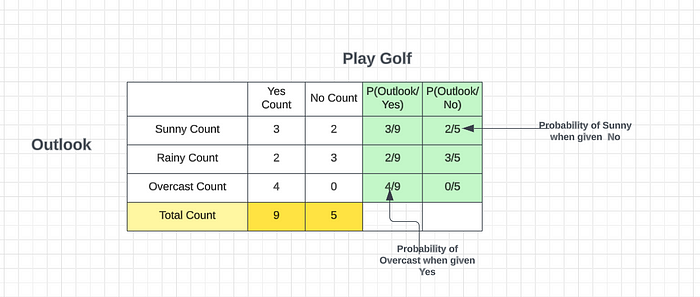 Play Golf
Yes Count No Count P(Outlook/Yes) P(Outlook/No)
Sunny Count 3 2 3/9 2/5
Probability of Sunny
when given No
Outlook
Rainy Count 2 3 2/9 3/5
Overcast Count 4 0 4/9 0/5
Total Count 9 5
Probability of
Overcast when given
Yes